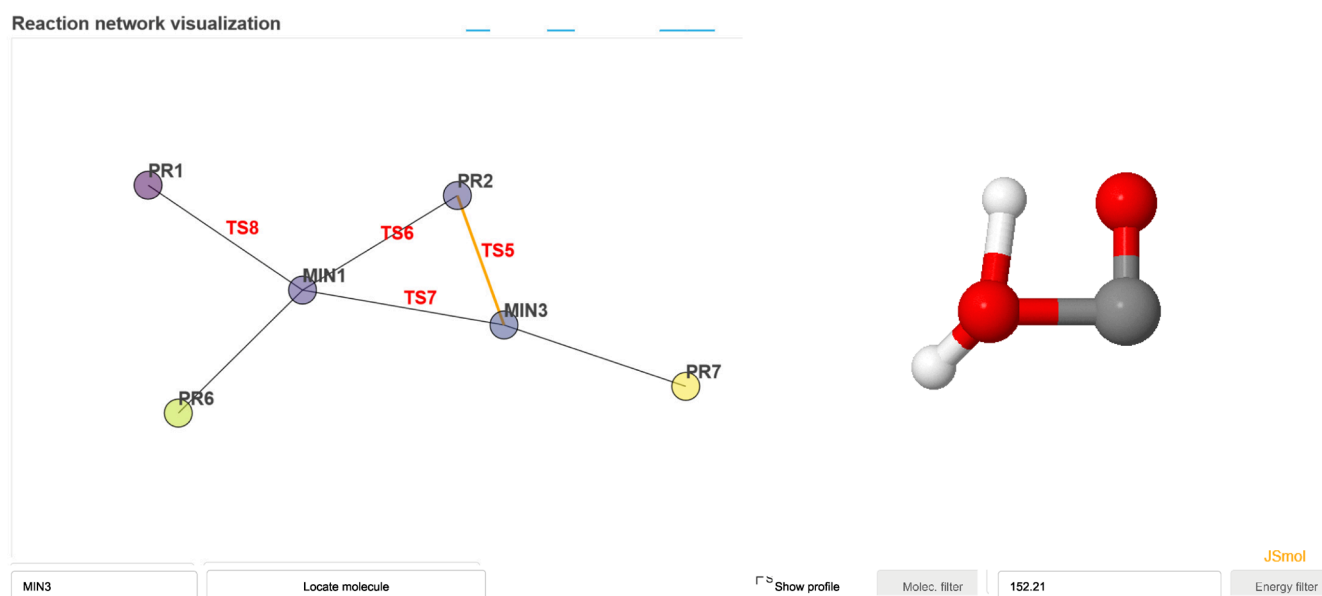 Reaction network visualization
PR1
PR2
TS8
TS6
TS5
MIN1
TS7
MIN3
PR7
PR6
JSmol
MIN3
Locate molecule
Show profile
Molec. filter
152.21
Energy filter